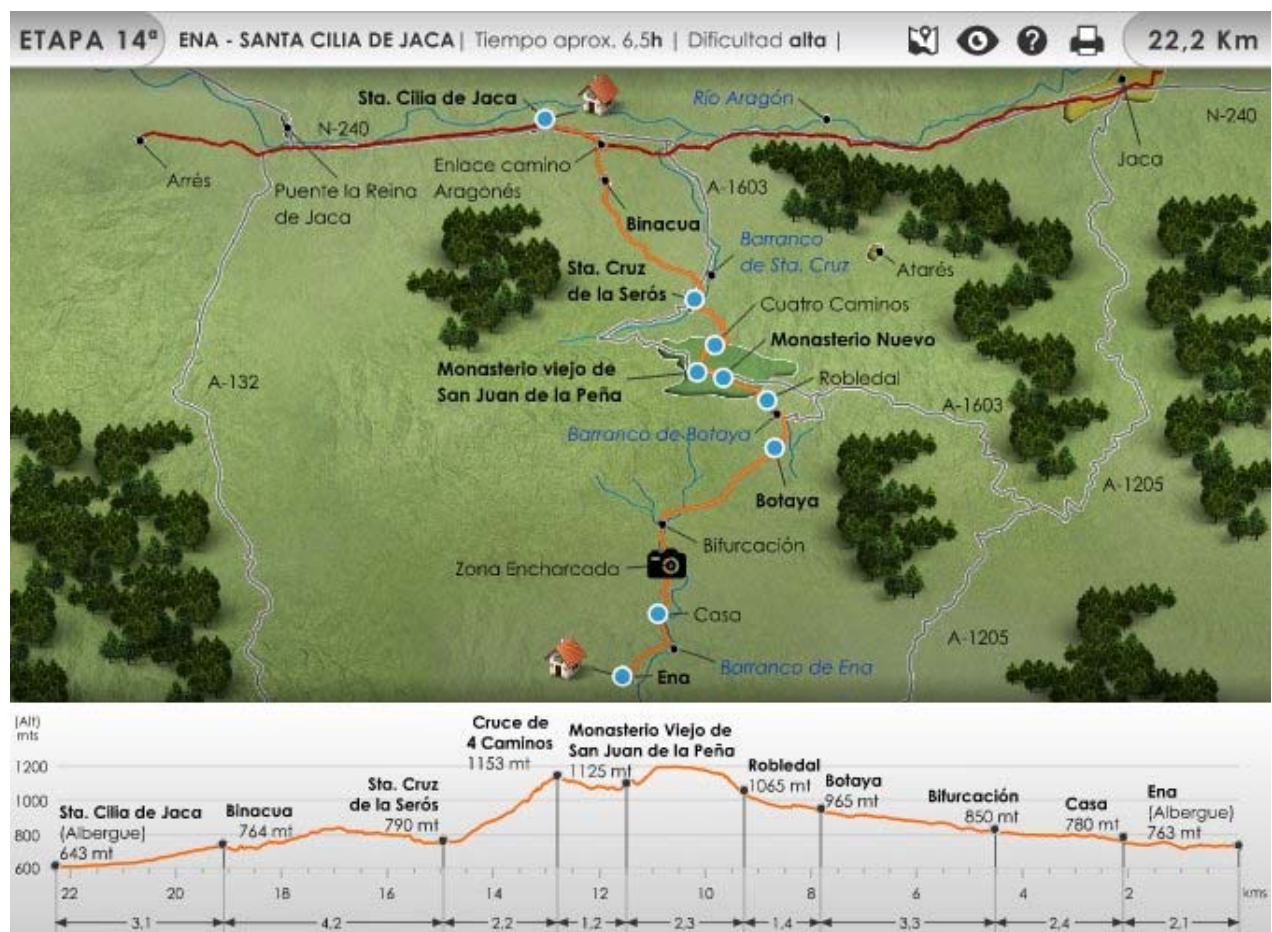 ETAPA 14ª ENA - SANTA CILIA DE JACA | Tiempo aprox. 6,5h | Dificultad alta | 22,2 Km
Sta. Cilia de Jaca
Río Aragón
N-240
N-240
Jaca
Arrés
Puente la Reina
de Jaca
Enlace camino
Aragonés
A-1603
Binacua
Barranco
de Sta. Cruz
Atarés
Sta. Cruz
de la Serós
Cuatro Caminos
Monasterio Nuevo
Monasterio viejo de
San Juan de la Peña
Robledal
A-132
A-1603
Barranco de Botaya
A-1205
Botaya
Bifurcación
Zona Encharcada
Casa
A-1205
Barranco de Ena
Ena
(Alt)
mts
1200
1000
800
600
Sta. Cilia de Jaca
(Albergue)
643 mt
Binacua
764 mt
Sta. Cruz
de la Serós
790 mt
Cruce de
4 Caminos
1153 mt
Monasterio Viejo de
San Juan de la Peña
1125 mt
Robledal
1065 mt
Botaya
965 mt
Bifurcación
850 mt
Casa
780 mt
Ena
(Albergue)
763 mt
22 20 18 16 14 12 10 8 6 4 2 kms
3,1 4,2 2,2 1,2 2,3 1,4 3,3 2,4 2,1